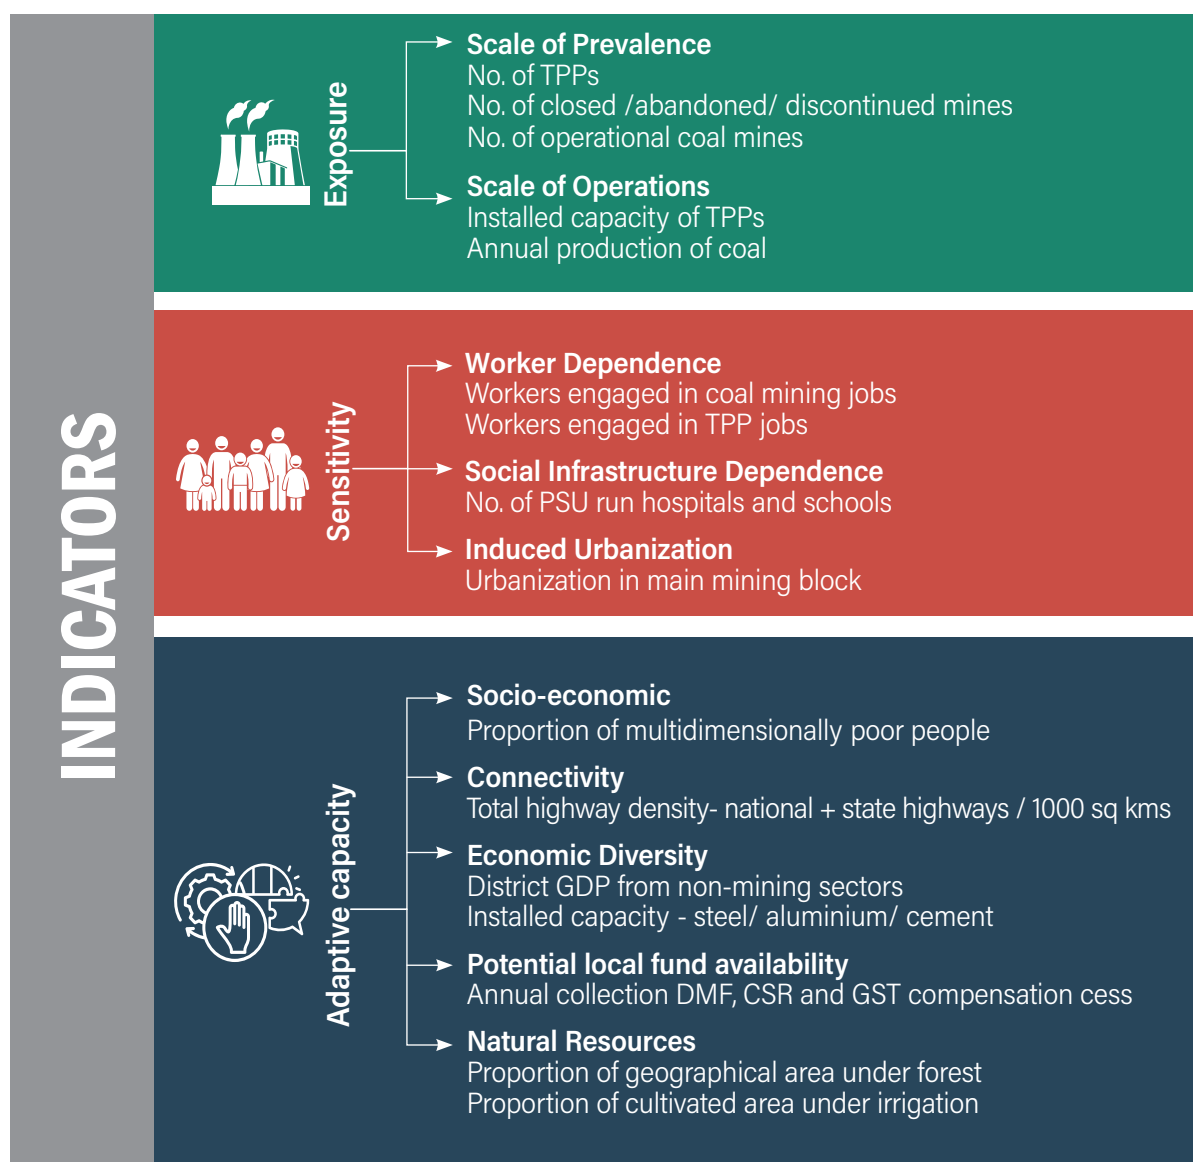 INDICATORS
Exposure
Scale of Prevalence
No. of TPPs
No. of closed /abandoned/ discontinued mines
No. of operational coal mines
Scale of Operations
Installed capacity of TPPs
Annual production of coal
Sensitivity
Worker Dependence
Workers engaged in coal mining jobs
Workers engaged in TPP jobs
Social Infrastructure Dependence
No. of PSU run hospitals and schools
Induced Urbanization
Urbanization in main mining block
Adaptive capacity
Socio-economic
Proportion of multidimensionally poor people
Connectivity
Total highway density- national + state highways / 1000 sq kms
Economic Diversity
District GDP from non-mining sectors
Installed capacity - steel/ aluminium/ cement
Potential local fund availability
Annual collection DMF, CSR and GST compensation cess
Natural Resources
Proportion of geographical area under forest
Proportion of cultivated area under irrigation